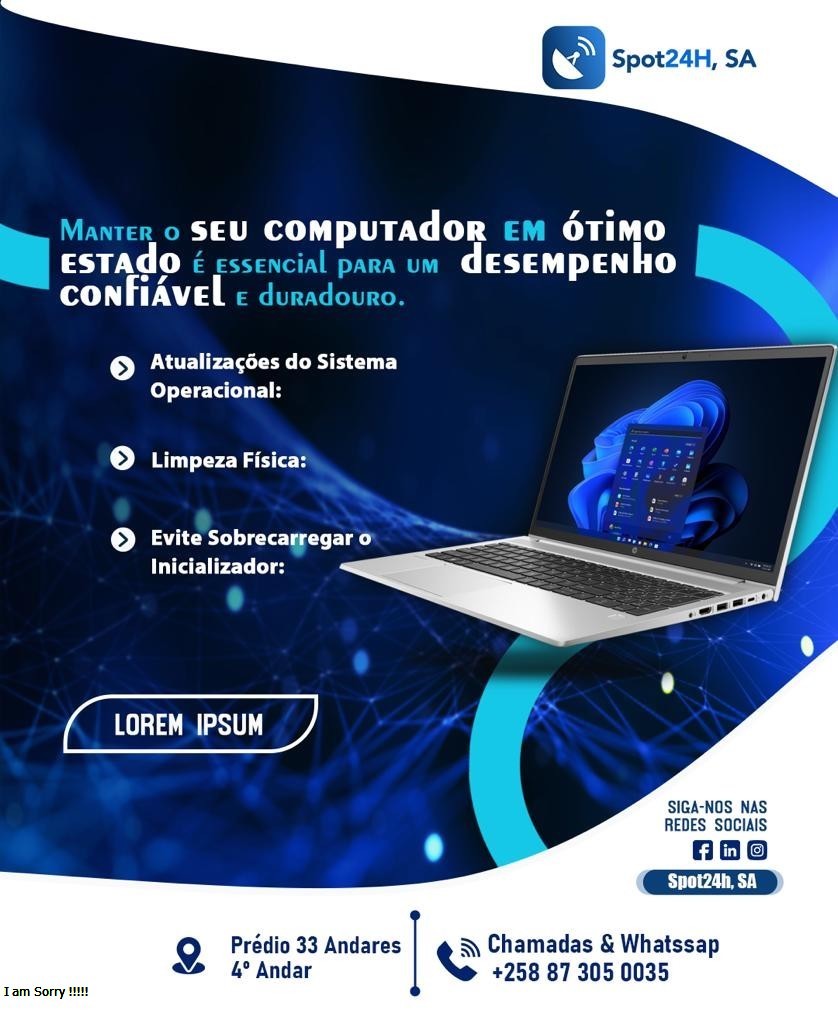 Spot24H, SA
Manter o seu computador em ótimo
estado é essencial para um desempenho
confiável e duradouro.
Atualizações do Sistema
Operacional:
Limpeza Física:
Evite Sobrecarregar o
Inicializador:
LOREM IPSUM
SIGA-NOS NAS
REDES SOCIAIS
Spot24h, SA
Prédio 33 Andares
4º Andar
Chamadas & Whatssap
+258 87 305 0035
I am Sorry !!!!!